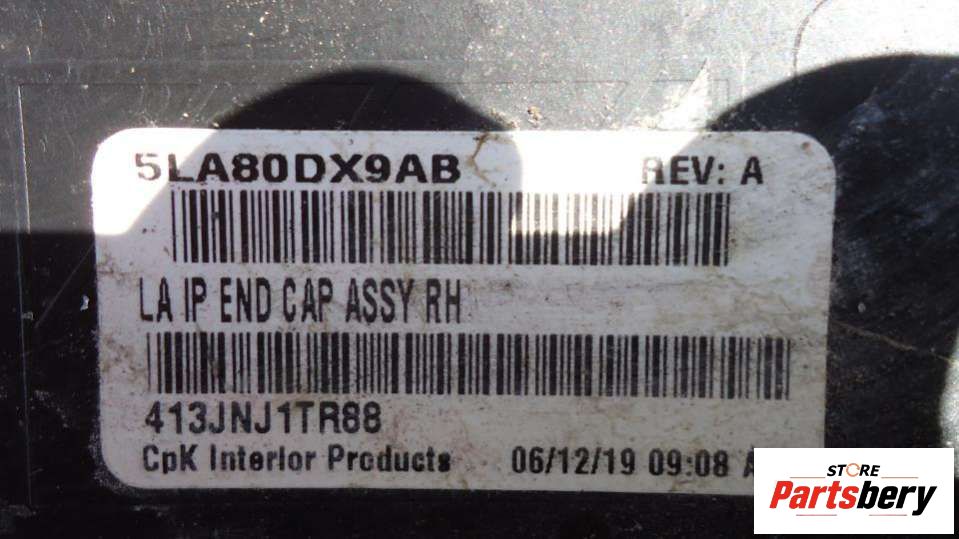 5LA80DX9AB REV: A
LA IP END CAP ASSY RH
413JNJ1TR88
CpK Interior Products 06/12/19 09:08
STORE
Partsbery